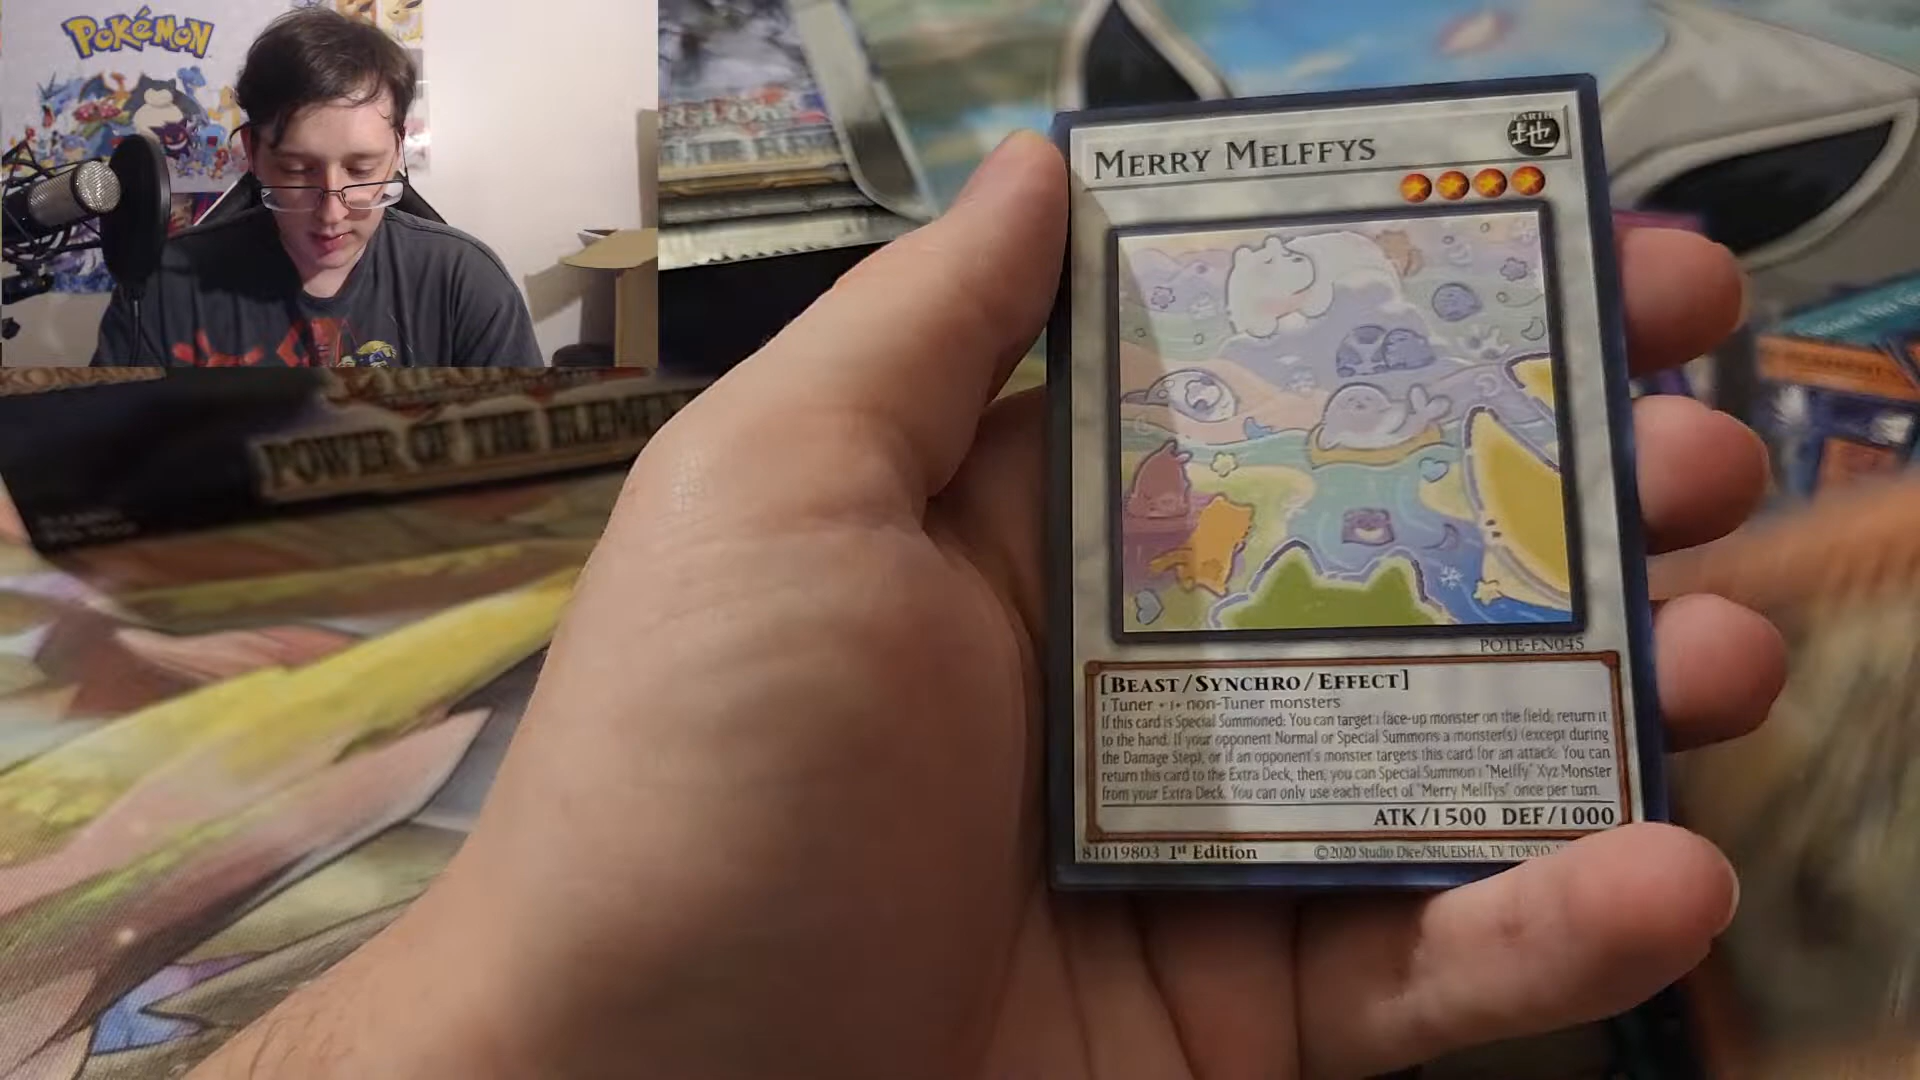 POKéMON
POWER OF THE ELEM
MERRY MELFFYS
EARTH
地
POTE-EN045
[BEAST/SYNCHRO/EFFECT]
1 Tuner + 1+ non-Tuner monsters
If this card is Special Summoned: You can target 1 face-up monster on the field; return it
to the hand. If your opponent Normal or Special Summons a monster(s) (except during
the Damage Step), or if an opponent's monster targets this card for an attack: You can
return this card to the Extra Deck, then, you can Special Summon 1 "Melffy" Xyz Monster
from your Extra Deck. You can only use each effect of "Merry Melffys" once per turn.
ATK/1500 DEF/1000
81019803 1st Edition ©2020 Studio Dice/SHUEISHA, TV TOKYO,